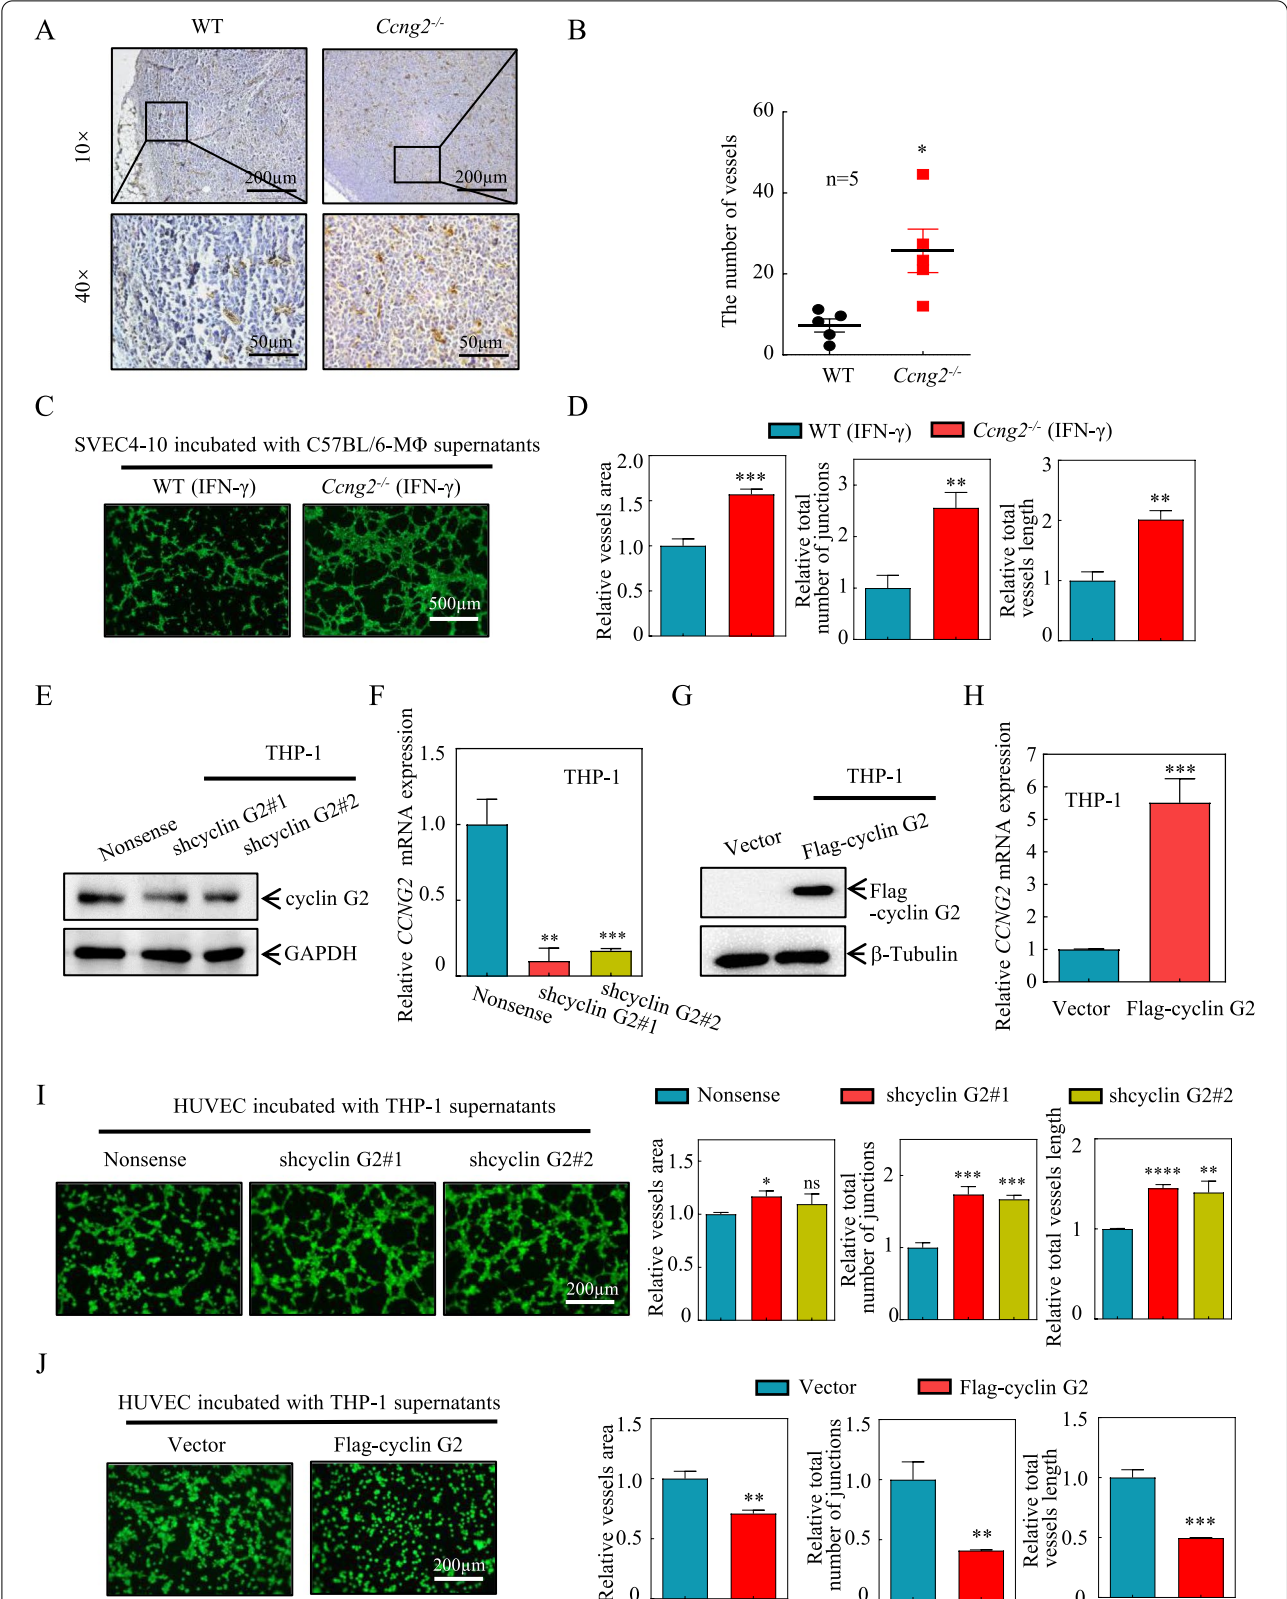 A
WT
Ccng2-/-
10×
200μm
200μm
40×
50μm
50μm
B
The number of vessels
60
40
20
0
n=5
*
WT
Ccng2-/-
C
SVEC4-10 incubated with C57BL/6-MΦ supernatants
WT (IFN-γ)
Ccng2-/- (IFN-γ)
500μm
D
WT (IFN-γ)
Ccng2-/- (IFN-γ)
Relative vessels area
2.0
1.5
1.0
0.5
0
***
Relative total
number of junctions
3
2
1
0
**
Relative total
vessels length
3
2
1
0
**
E
THP-1
Nonsense
shcyclin G2#1
shcyclin G2#2
cyclin G2
GAPDH
F
Relative CCNG2 mRNA expression
1.5
1.0
0.5
0
THP-1
**
***
Nonsense
shcyclin G2#1
shcyclin G2#2
G
THP-1
Vector
Flag-cyclin G2
Flag
-cyclin G2
β-Tubulin
H
Relative CCNG2 mRNA expression
7
6
5
4
3
2
1
0
THP-1
***
Vector
Flag-cyclin G2
I
HUVEC incubated with THP-1 supernatants
Nonsense
shcyclin G2#1
shcyclin G2#2
200μm
Nonsense
shcyclin G2#1
shcyclin G2#2
Relative vessels area
1.5
1.0
0.5
0
*
ns
Relative total
number of junctions
2
1
0
***
***
Relative total vessels length
2
1
0
****
**
J
HUVEC incubated with THP-1 supernatants
Vector
Flag-cyclin G2
200μm
Vector
Flag-cyclin G2
Relative vessels area
1.5
1.0
0.5
0
**
Relative total
number of junctions
1.5
1.0
0.5
0
**
Relative total
vessels length
1.5
1.0
0.5
0
***